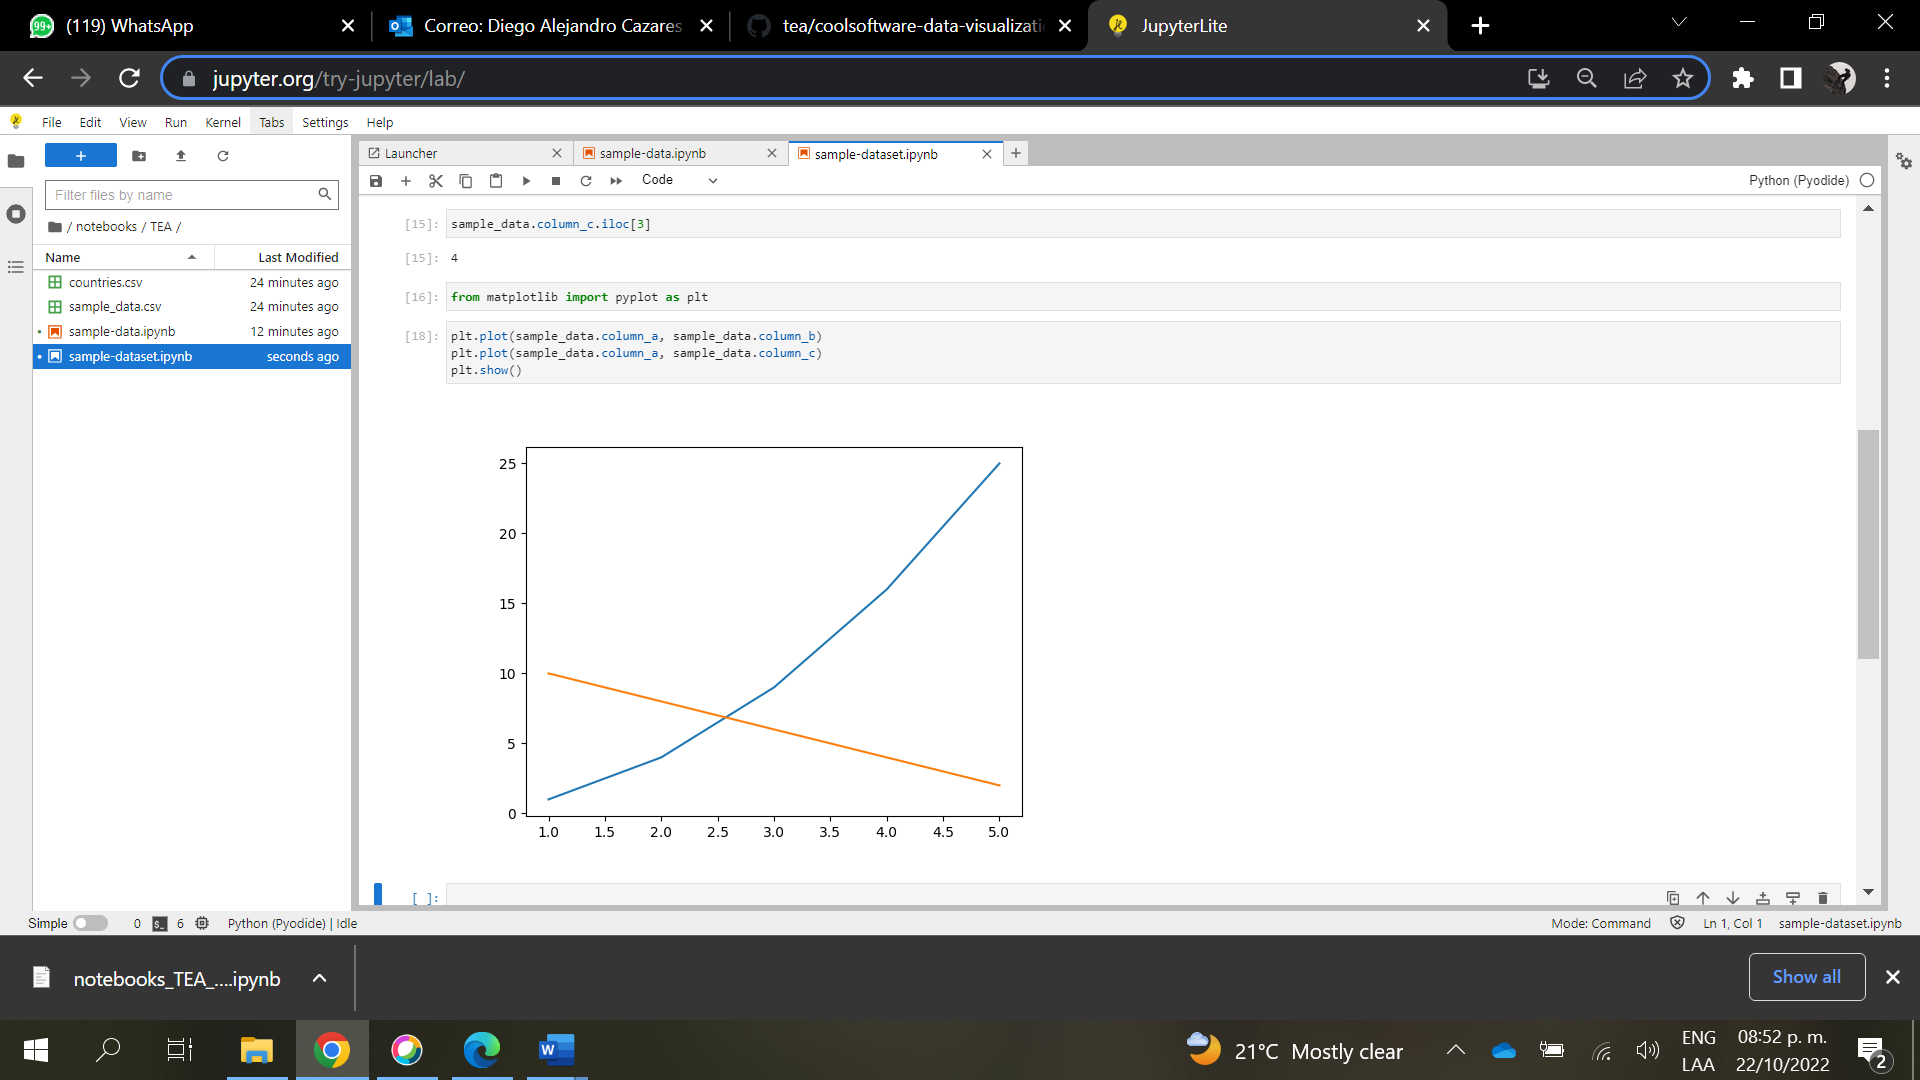 (119) WhatsApp
Correo: Diego Alejandro Cazares
tea/coolsoftware-data-visualizati
JupyterLite
jupyter.org/try-jupyter/lab/
File Edit View Run Kernel Tabs Settings Help
+
Filter files by name
/ notebooks / TEA /
Name Last Modified
countries.csv 24 minutes ago
sample_data.csv 24 minutes ago
sample-data.ipynb 12 minutes ago
sample-dataset.ipynb seconds ago
Launcher
sample-data.ipynb
sample-dataset.ipynb
Code
Python (Pyodide)
[15]: sample_data.column_c.iloc[3]
[15]: 4
[16]: from matplotlib import pyplot as plt
[18]: plt.plot(sample_data.column_a, sample_data.column_b)
plt.plot(sample_data.column_a, sample_data.column_c)
plt.show()
25
20
15
10
5
0
1.0 1.5 2.0 2.5 3.0 3.5 4.0 4.5 5.0
[ ]:
Simple 0 $_ 6 Python (Pyodide) | Idle
Mode: Command Ln 1, Col 1 sample-dataset.ipynb
notebooks_TEA_....ipynb
Show all
99+
W
21°C Mostly clear
ENG
LAA
08:52 p. m.
22/10/2022
2